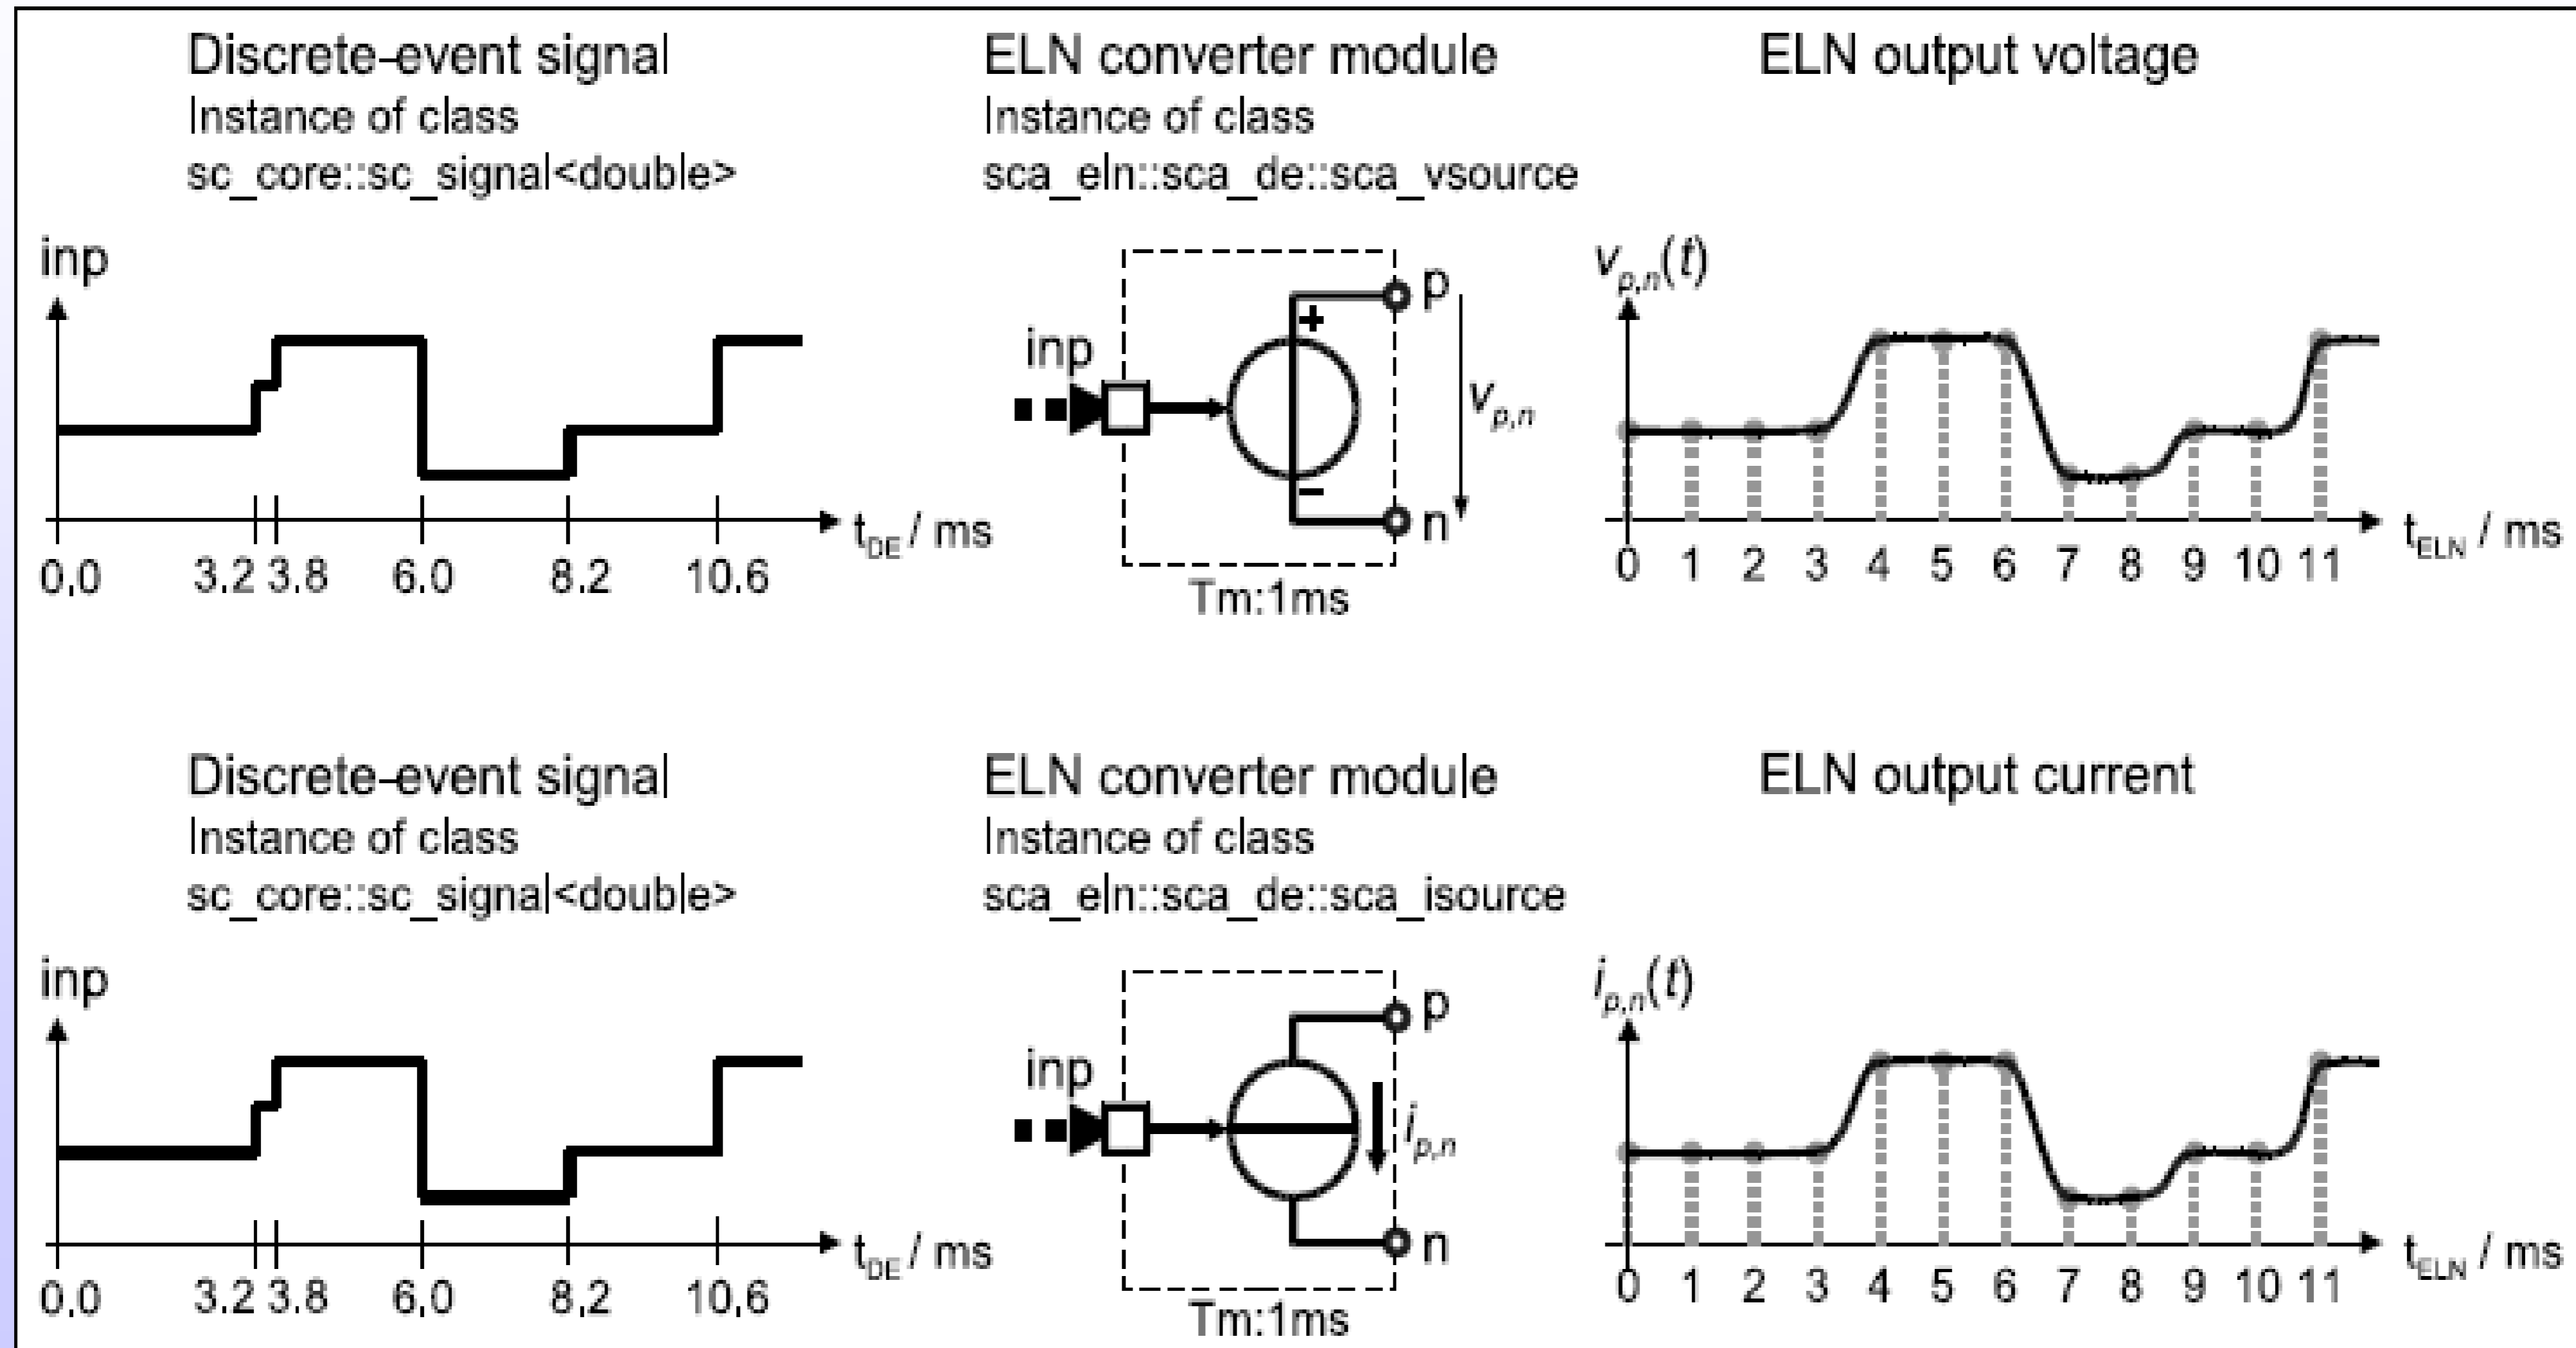 Discrete-event signal
Instance of class
sc_core::sc_signal<double>
ELN converter module
Instance of class
sca_eln::sca_de::sca_vsource
ELN output voltage
inp
0,0
3.2
3.8
6.0
8.2
10.6
t_DE / ms
inp
p
+
v_p,n
−
n
Tm:1ms
v_p,n(t)
0
1
2
3
4
5
6
7
8
9
10
11
t_ELN / ms
Discrete-event signal
Instance of class
sc_core::sc_signal<double>
ELN converter module
Instance of class
sca_eln::sca_de::sca_isource
ELN output current
inp
0,0
3.2
3.8
6,0
8,2
10,6
t_DE / ms
inp
p
i_p,n
n
Tm:1ms
i_p,n(t)
0
1
2
3
4
5
6
7
8
9
10
11
t_ELN / ms